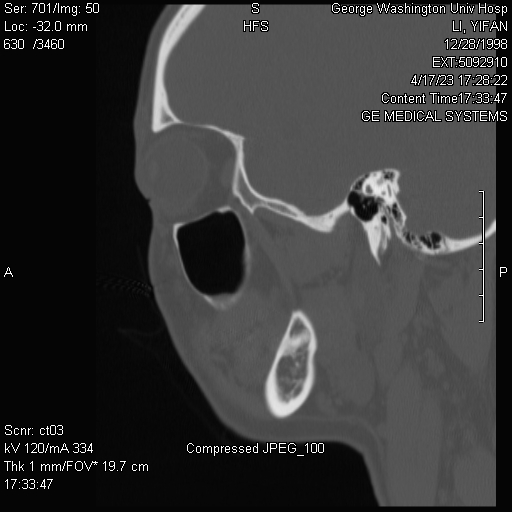 Ser: 701/Img: 50
Loc: -32.0 mm
630 /3460
S
HFS
George Washington Univ Hosp
LI, YIFAN
12/28/1998
EXT:5092910
4/17/23 17:28:22
Content Time17:33:47
GE MEDICAL SYSTEMS
A
P
Scnr: ct03
kV 120/mA 334
Thk 1 mm/FOV* 19.7 cm
17:33:47
Compressed JPEG_100